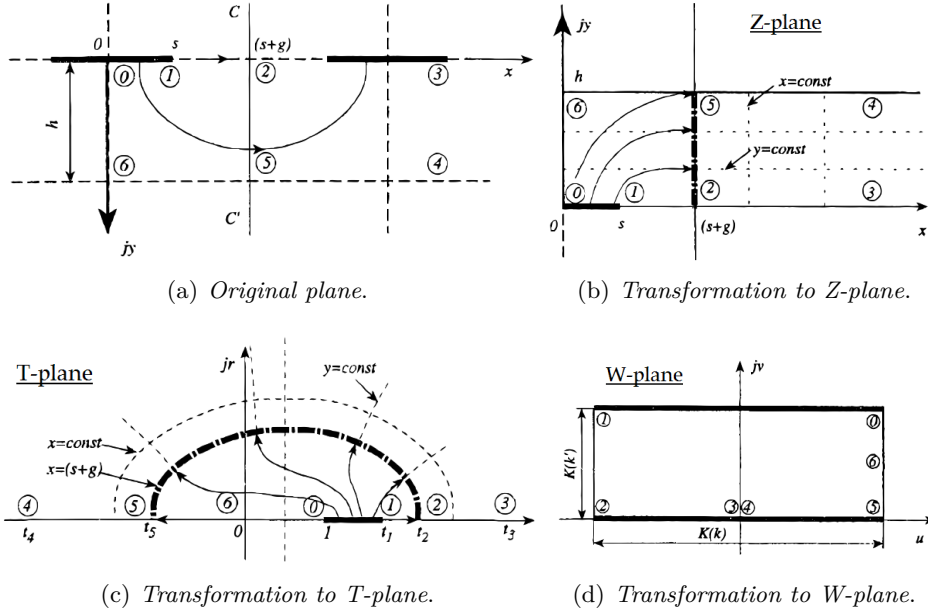 C
0
s
(s+g)
⓪
①
②
③
x
h
⑥
⑤
④
C'
jy
(a) Original plane.
jy
Z-plane
h
x=const
⑥
⑤
④
y=const
⓪
①
②
③
0
s
(s+g)
x
(b) Transformation to Z-plane.
T-plane
jr
y=const
x=const
x=(s+g)
④
⑤
⑥
⓪
①
②
③
t4
t5
0
1
t1
t2
t3
(c) Transformation to T-plane.
W-plane
jv
①
⓪
K(k')
⑥
②
③
④
⑤
K(k)
u
(d) Transformation to W-plane.